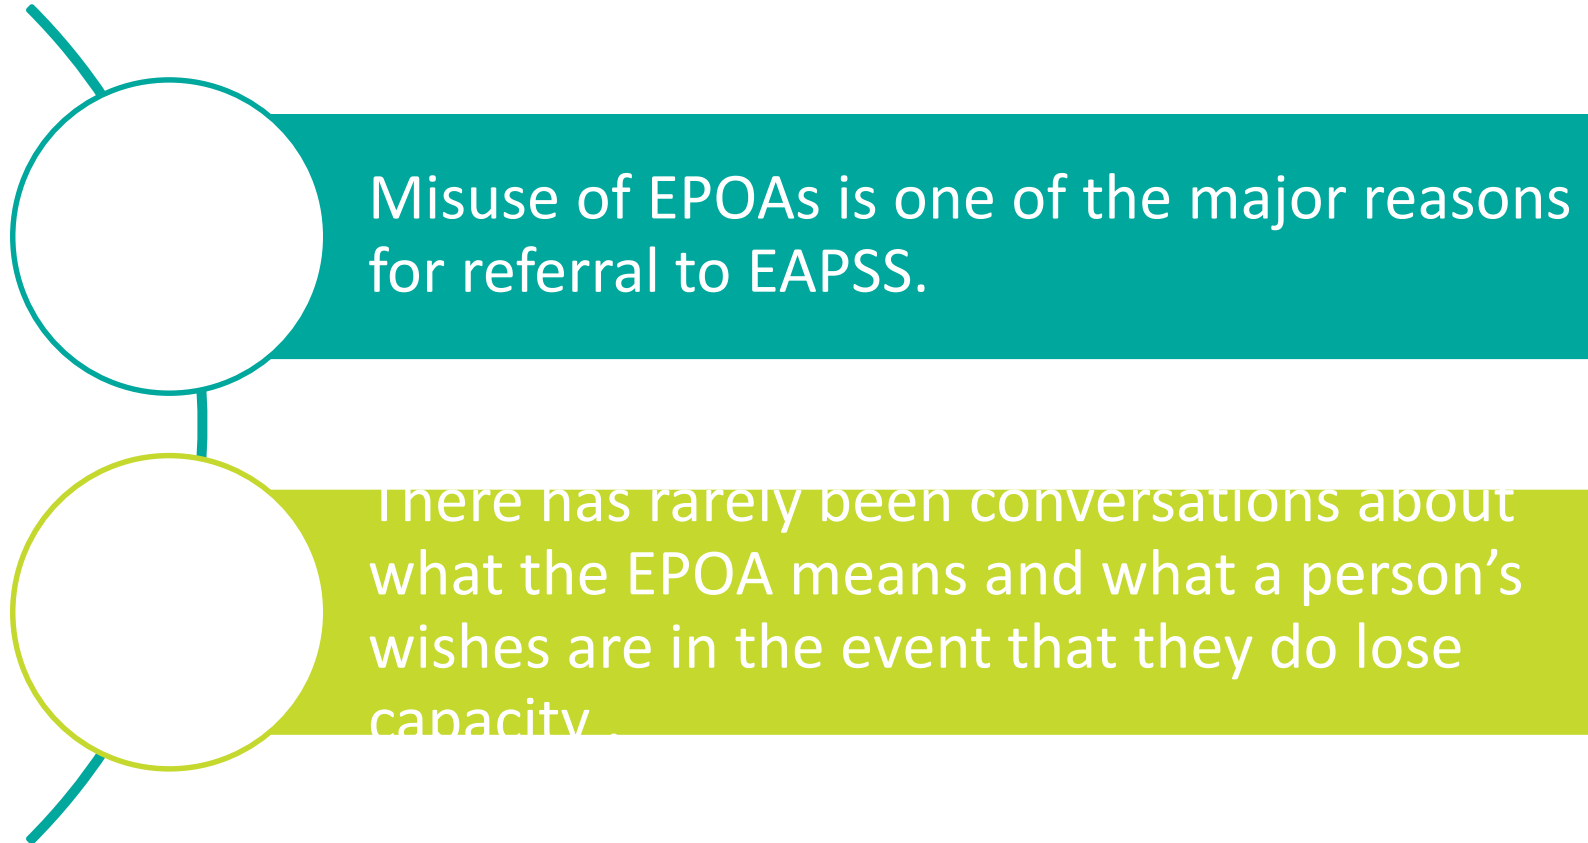 Misuse of EPOAs is one of the major reasons
for referral to EAPSS.
There has rarely been conversations about
what the EPOA means and what a person’s
wishes are in the event that they do lose
capacity .